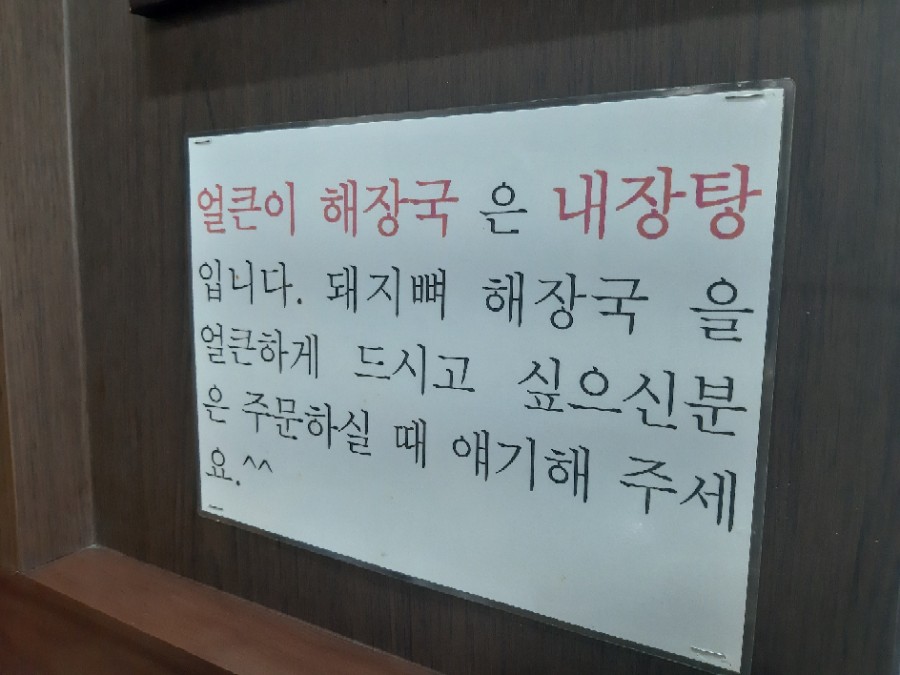 얼큰이 해장국 은 내장탕
입니다. 돼지뼈 해장국 을
얼큰하게 드시고 싶으신분
은 주문하실 때 얘기해 주세
요.^^